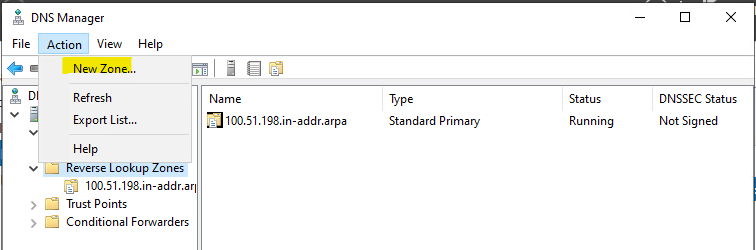 DNS Manager
File Action View Help
New Zone...
Refresh
Export List...
Help
Reverse Lookup Zones
100.51.198.in-addr.arp
Trust Points
Conditional Forwarders
Name Type Status DNSSEC Status
100.51.198.in-addr.arpa Standard Primary Running Not Signed